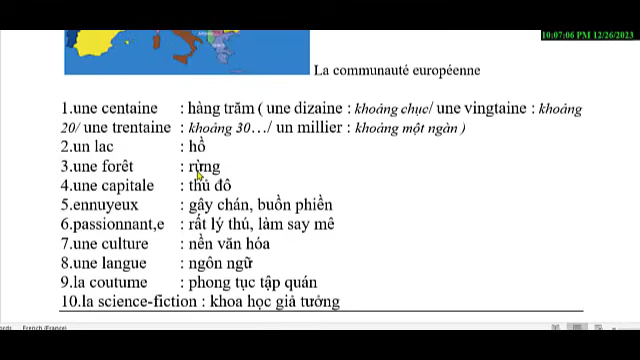 10:07:06 PM 12/26/2023
La communauté européenne
1.une centaine : hàng trăm ( une dizaine : khoảng chục/ une vingtaine : khoảng
20/ une trentaine : khoảng 30…/ un millier : khoảng một ngàn )
2.un lac : hồ
3.une forêt : rừng
4.une capitale : thủ đô
5.ennuyeux : gây chán, buồn phiền
6.passionnant,e : rất lý thú, làm say mê
7.une culture : nền văn hóa
8.une langue : ngôn ngữ
9.la coutume : phong tục tập quán
10.la science-fiction : khoa học giả tưởng
French (France)